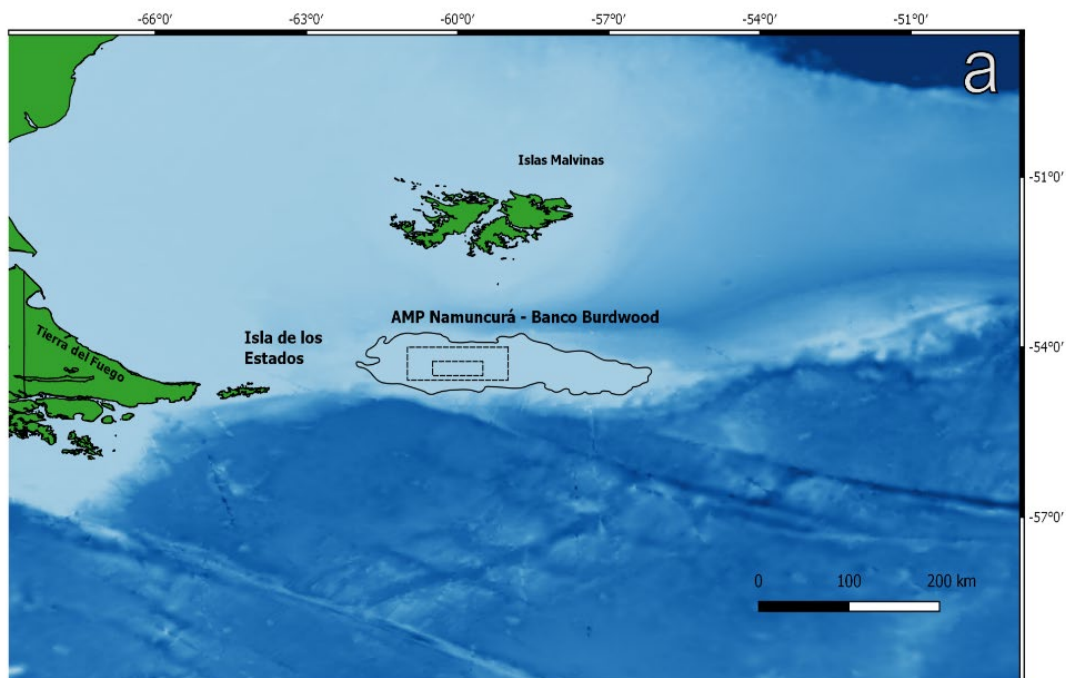 -66°0′
-63°0′
-60°0′
-57°0′
-54°0′
-51°0′
a
Islas Malvinas
-51°0′
AMP Namuncurá - Banco Burdwood
Isla de los
Estados
Tierra del Fuego
-54°0′
-57°0′
0
100
200 km